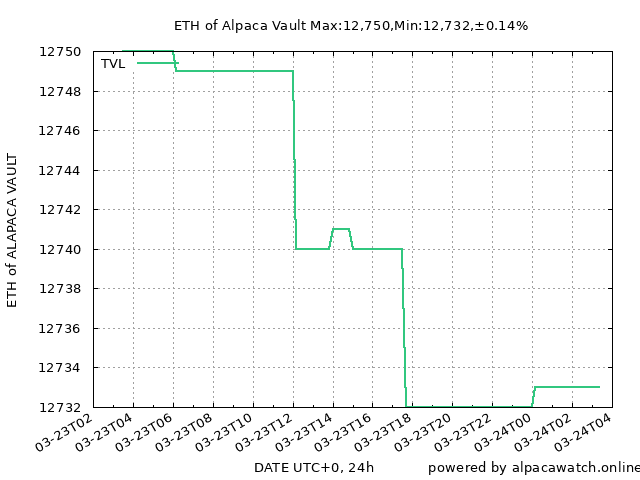 ETH of Alpaca Vault Max:12,750,Min:12,732,±0.14%
12750
TVL
12748
12746
12744
12742
12740
12738
12736
12734
12732
ETH of ALAPACA VAULT
03-23T02
03-23T04
03-23T06
03-23T08
03-23T10
03-23T12
03-23T14
03-23T16
03-23T18
03-23T20
03-23T22
03-24T00
03-24T02
03-24T04
DATE UTC+0, 24h
powered by alpacawatch.online